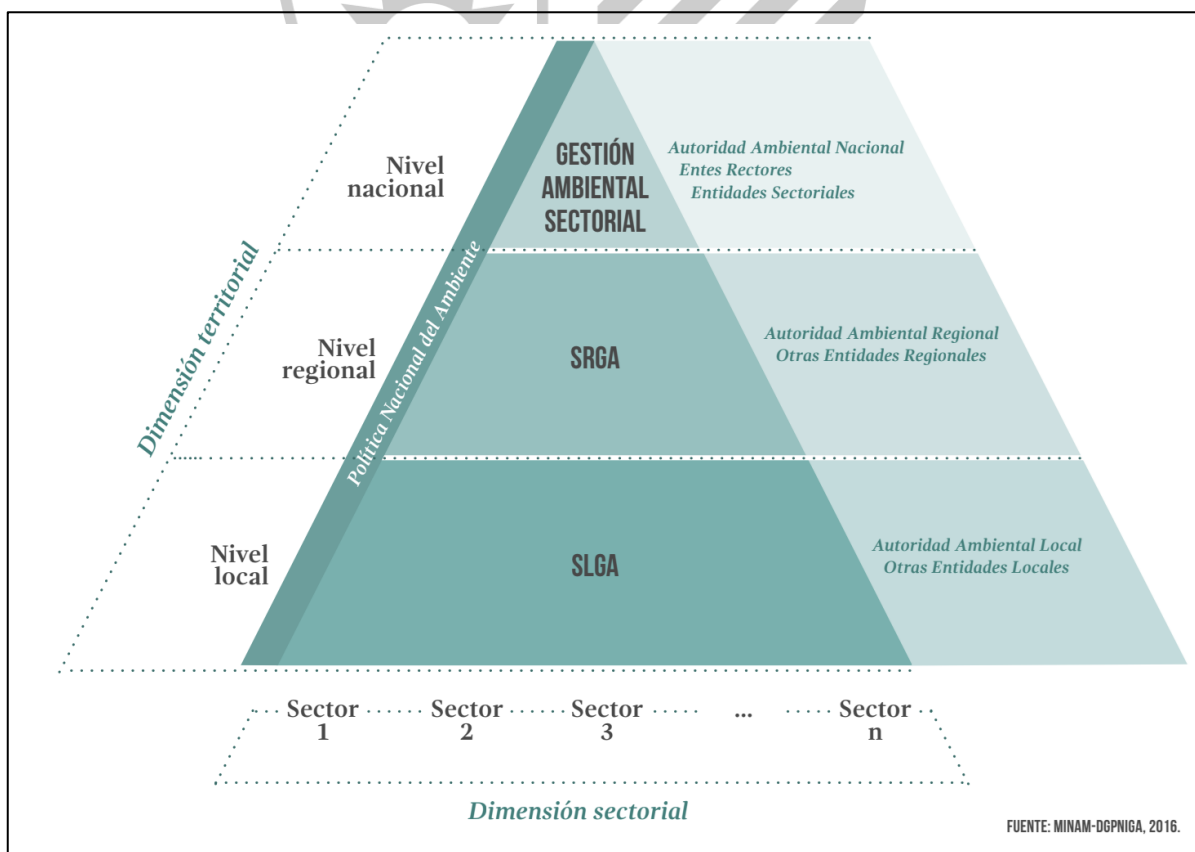 Nivel
nacional
GESTIÓN
AMBIENTAL
SECTORIAL
Autoridad Ambiental Nacional
Entes Rectores
Entidades Sectoriales
Dimensión territorial
Política Nacional del Ambiente
Nivel
regional
SRGA
Autoridad Ambiental Regional
Otras Entidades Regionales
Nivel
local
SLGA
Autoridad Ambiental Local
Otras Entidades Locales
Sector
1
Sector
2
Sector
3
...
Sector
n
Dimensión sectorial
FUENTE: MINAM-DGPNIGA, 2016.